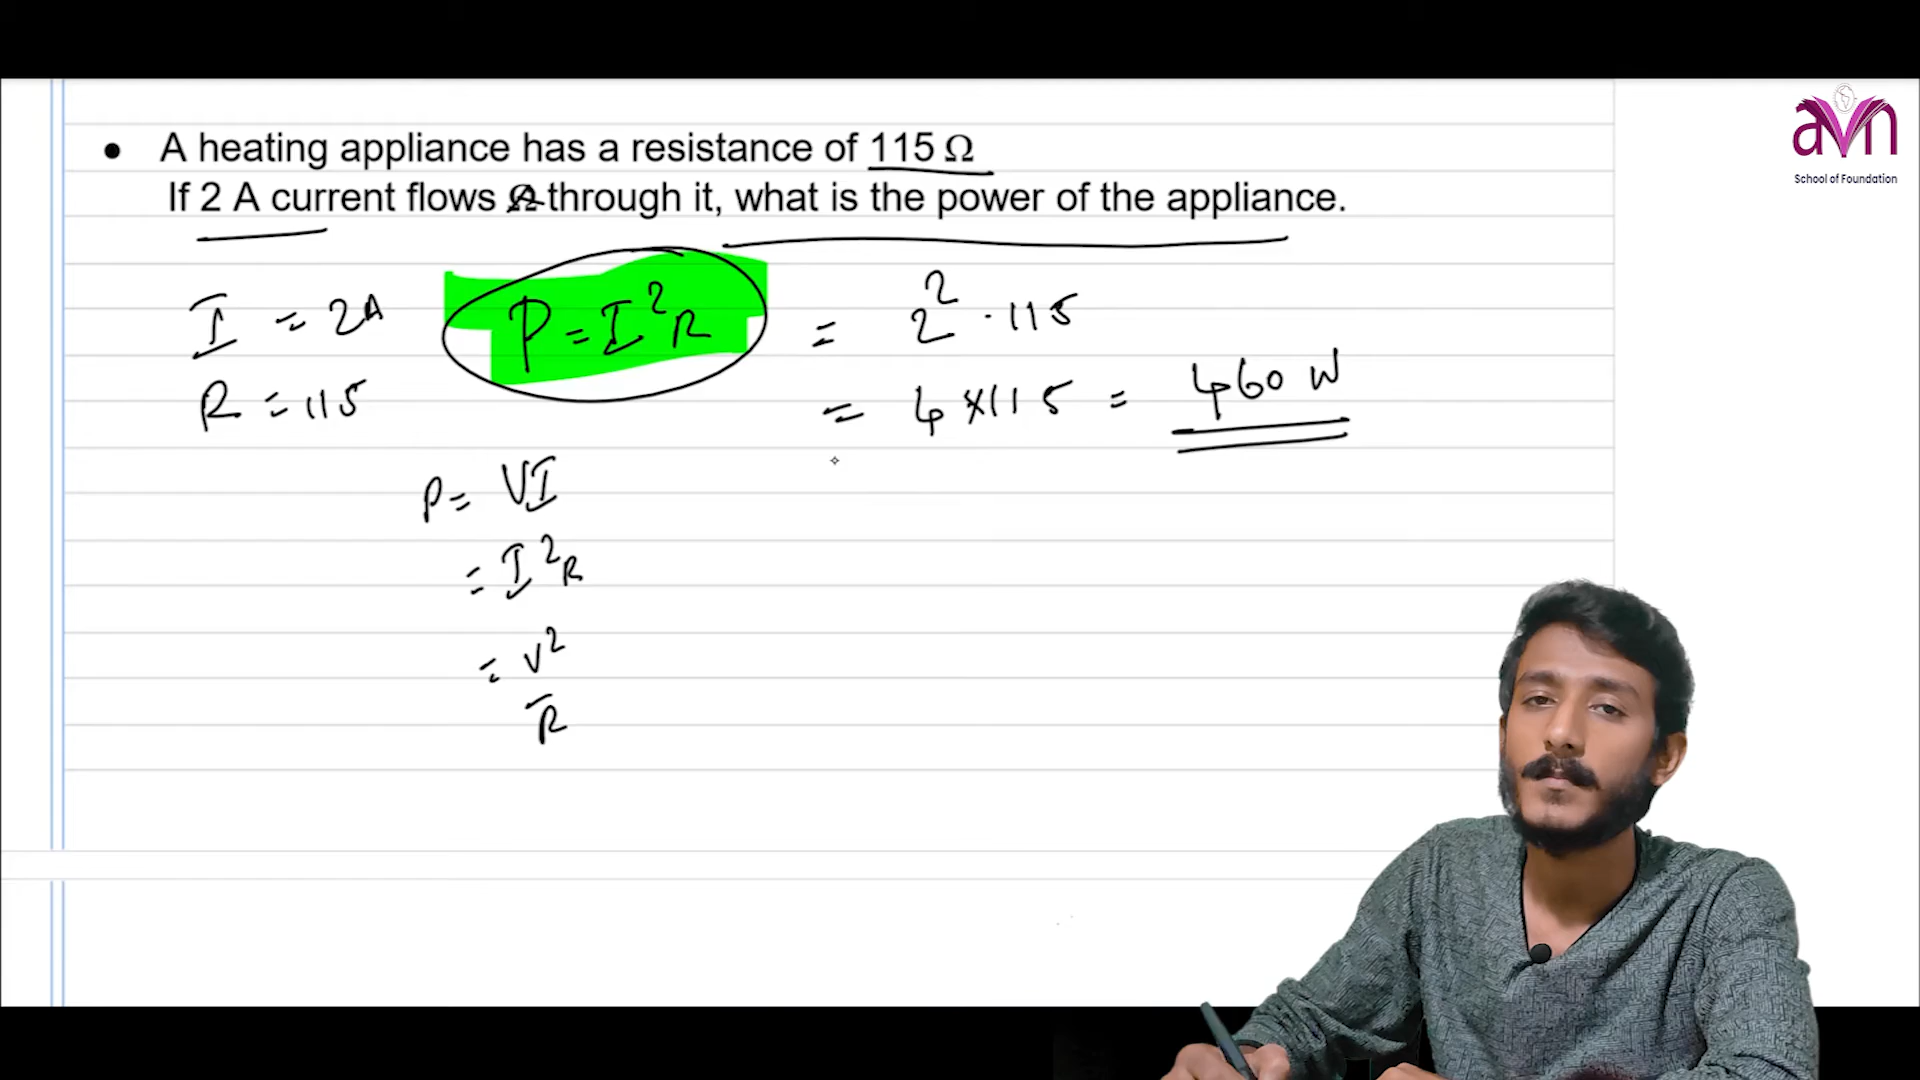 • A heating appliance has a resistance of 115 Ω
If 2 A current flows Ω through it, what is the power of the appliance.
I = 2A
P = I²R
= 2² · 115
R = 115
= 4 × 115 = 460 W
P = VI
= I²R
= V²
R
avn
School of Foundation